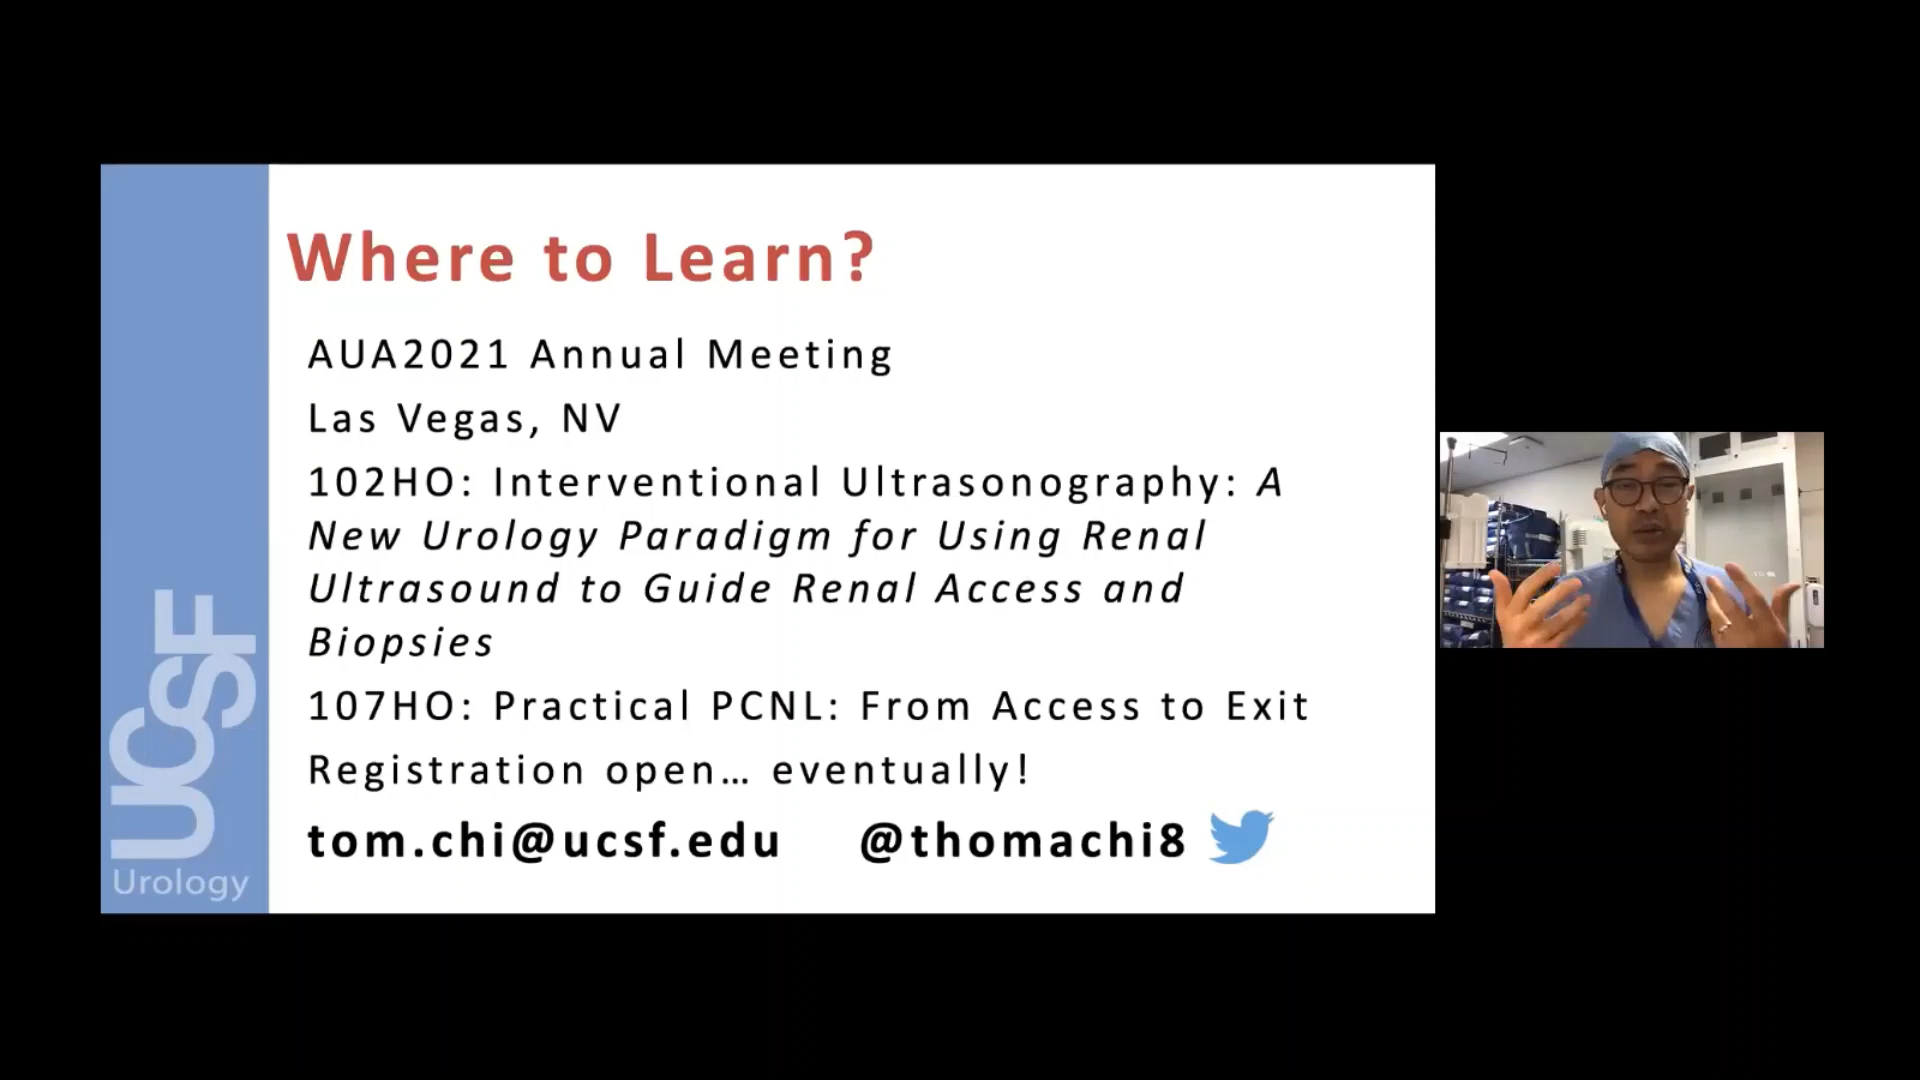 Where to Learn?
AUA2021 Annual Meeting
Las Vegas, NV
102HO: Interventional Ultrasonography: A
New Urology Paradigm for Using Renal
Ultrasound to Guide Renal Access and
Biopsies
107HO: Practical PCNL: From Access to Exit
Registration open... eventually!
tom.chi@ucsf.edu @thomachi8
UCSF
Urology